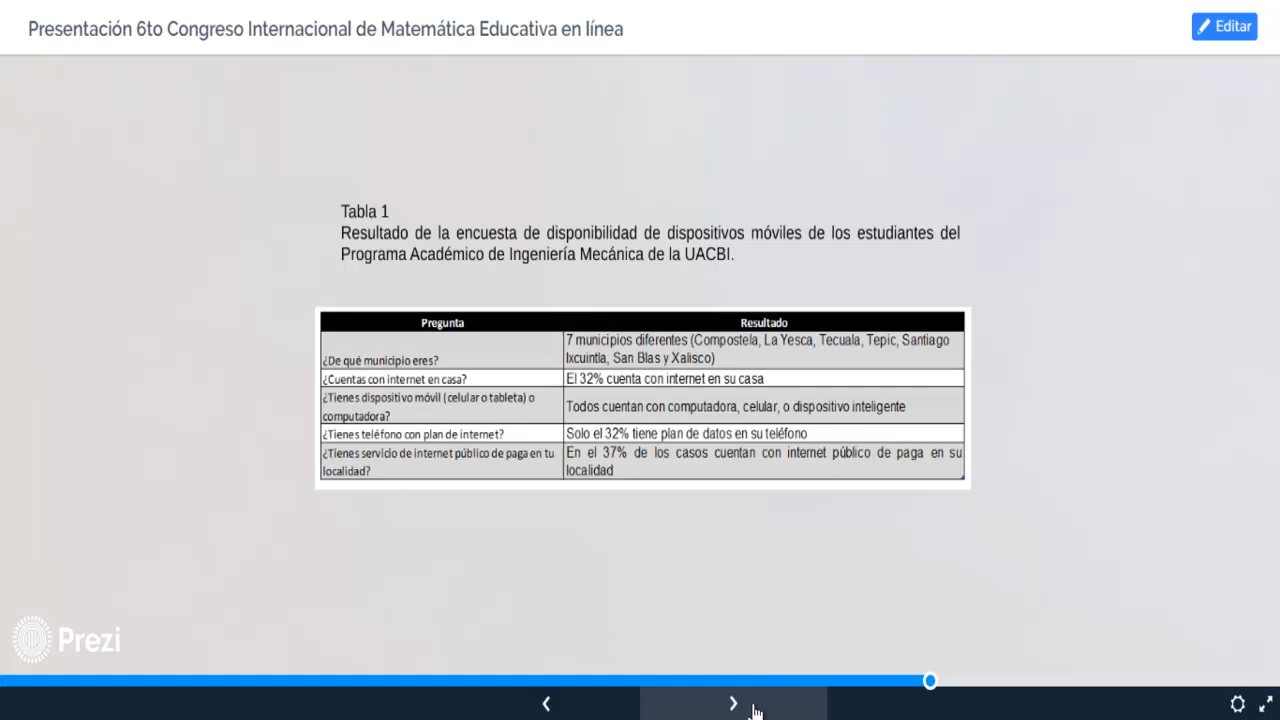 Presentación 6to Congreso Internacional de Matemática Educativa en línea
Editar
Tabla 1
Resultado de la encuesta de disponibilidad de dispositivos móviles de los estudiantes del
Programa Académico de Ingeniería Mecánica de la UACBI.
Pregunta
Resultado
¿De qué municipio eres?
7 municipios diferentes (Compostela, La Yesca, Tecuala, Tepic, Santiago
Ixcuintla, San Blas y Xalisco)
¿Cuentas con internet en casa?
El 32% cuenta con internet en su casa
¿Tienes dispositivo móvil (celular o tableta) o
computadora?
Todos cuentan con computadora, celular, o dispositivo inteligente
¿Tienes teléfono con plan de internet?
Solo el 32% tiene plan de datos en su teléfono
¿Tienes servicio de internet público de paga en tu
localidad?
En el 37% de los casos cuentan con internet público de paga en su
localidad
Prezi